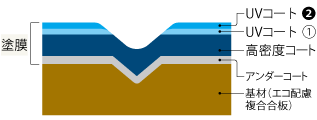 UVコート ❷
UVコート ①
塗膜
高密度コート
アンダーコート
基材（エコ配慮
複合合板）